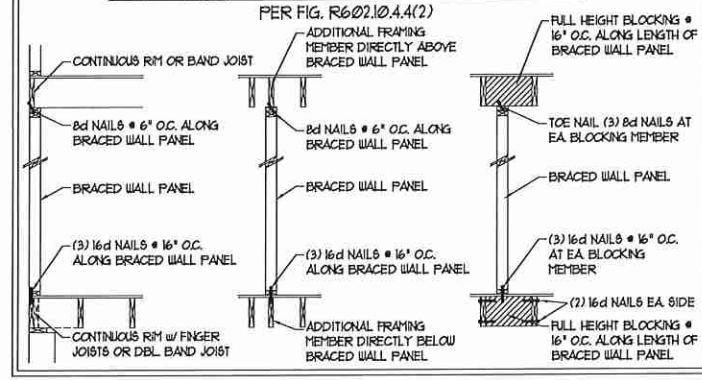 PER FIG. R602.10.4.4(2)
CONTINUOUS RIM OR BAND JOIST
8d NAILS @ 6" O.C. ALONG
BRACED WALL PANEL
BRACED WALL PANEL
(3) 16d NAILS @ 16" O.C.
ALONG BRACED WALL PANEL
CONTINUOUS RIM w/ FINGER
JOISTS OR DBL. BAND JOIST
ADDITIONAL FRAMING
MEMBER DIRECTLY ABOVE
BRACED WALL PANEL
8d NAILS @ 6" O.C. ALONG
BRACED WALL PANEL
BRACED WALL PANEL
(3) 16d NAILS @ 16" O.C.
ALONG BRACED WALL PANEL
ADDITIONAL FRAMING
MEMBER DIRECTLY BELOW
BRACED WALL PANEL
FULL HEIGHT BLOCKING @
16" O.C. ALONG LENGTH OF
BRACED WALL PANEL
TOE NAIL (3) 8d NAILS AT
EA. BLOCKING MEMBER
BRACED WALL PANEL
(3) 16d NAILS @ 16" O.C.
AT EA. BLOCKING
MEMBER
(2) 16d NAILS EA. SIDE
FULL HEIGHT BLOCKING @
16" O.C. ALONG LENGTH OF
BRACED WALL PANEL